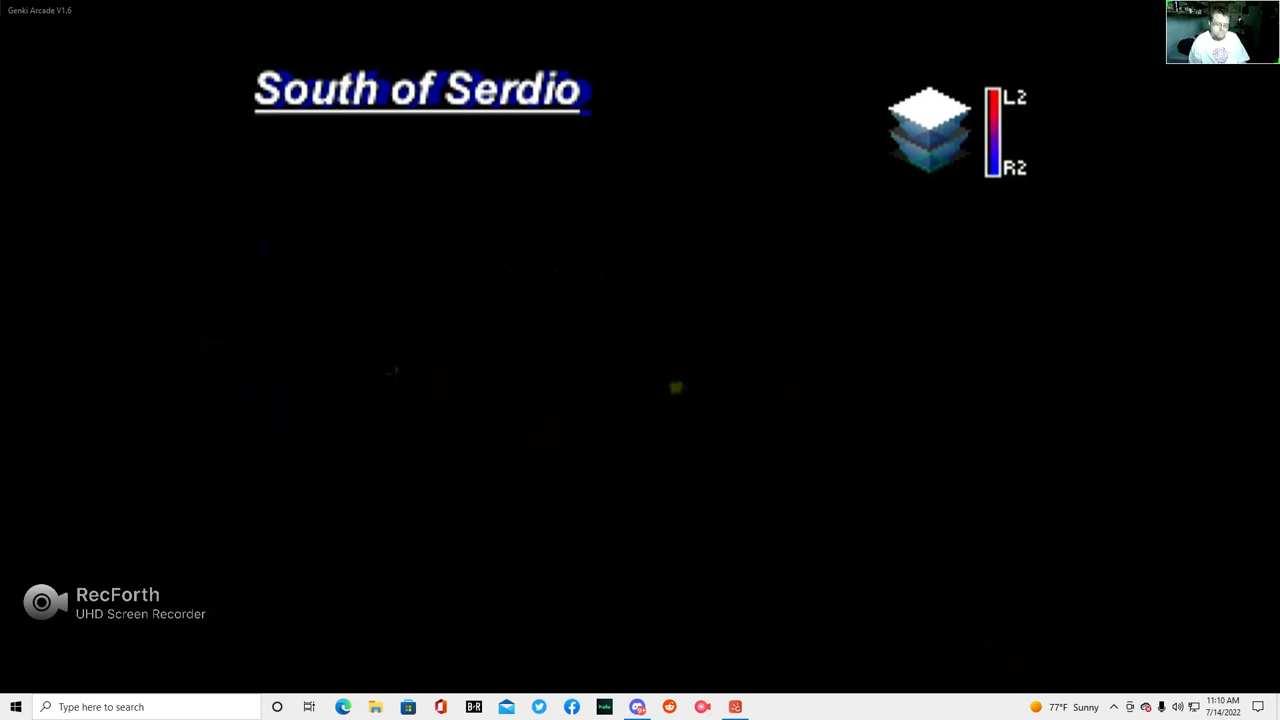 Genki Arcade V1.6
South of Serdio
L2
R2
RecForth
UHD Screen Recorder
Type here to search
B R
hulu
77°F Sunny
11:10 AM
7/14/2022